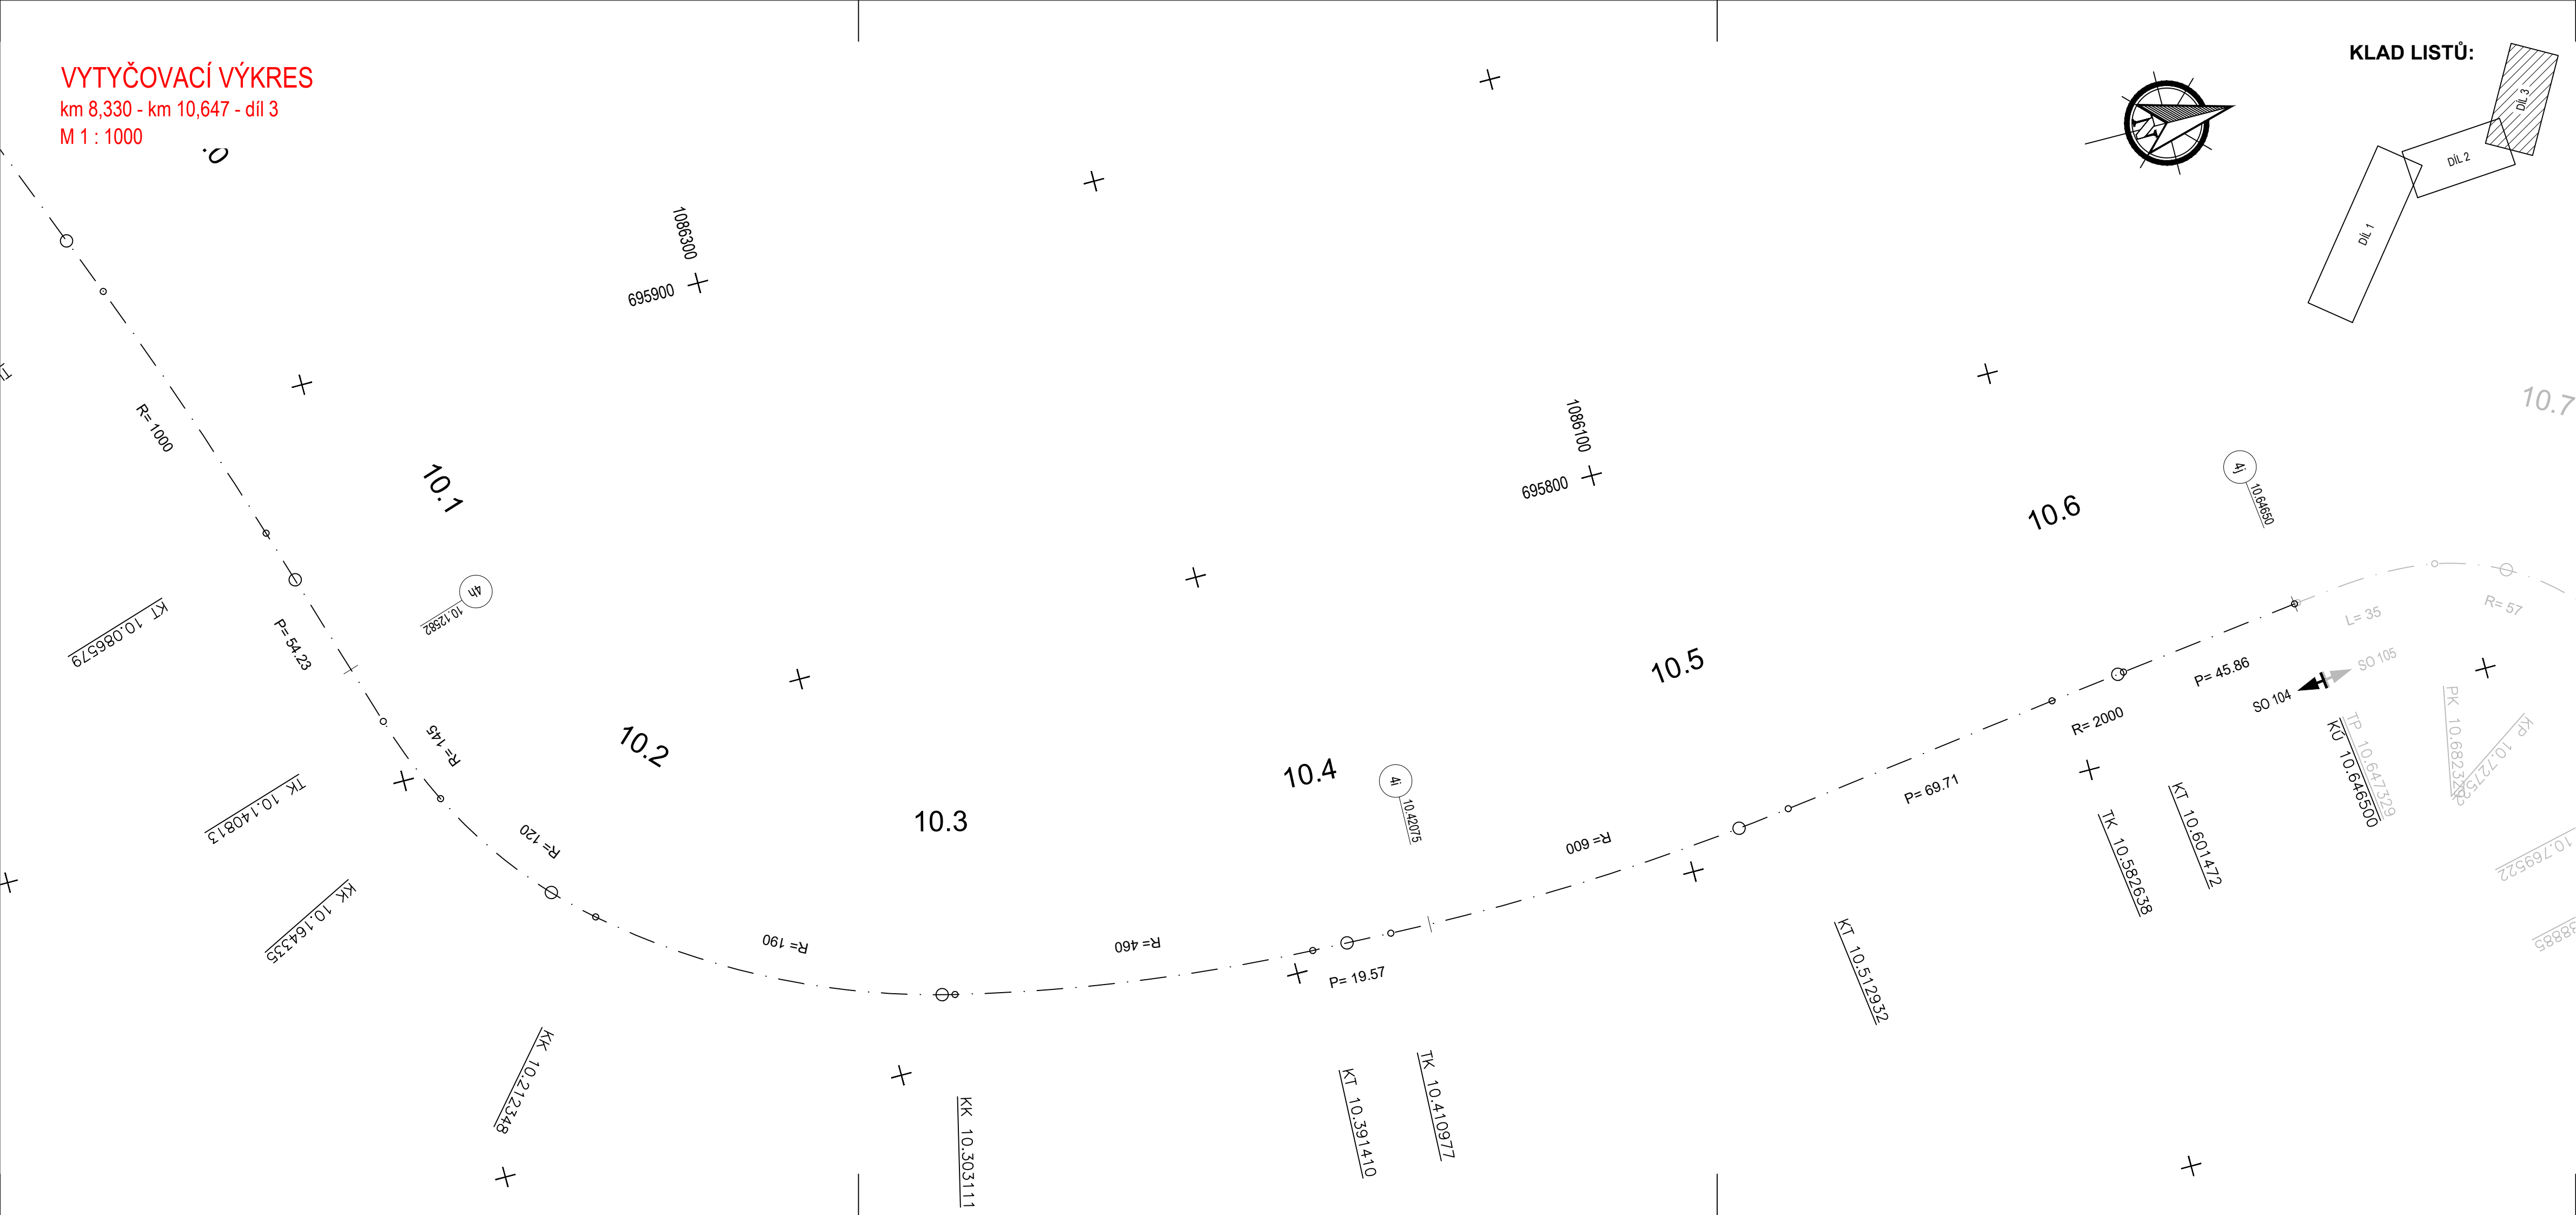 VYTYČOVACÍ VÝKRES
km 8,330 - km 10,647 - díl 3
M 1 : 1000
.0
KLAD LISTŮ:
DÍL 3
DÍL 2
DÍL 1
N
1086300
695900
R= 1000
10.1
4h
10.12582
KT 10.086579
P= 54.23
TK 10.140813
R= 145
KK 10.164335
R= 120
10.2
KK 10.212348
R= 190
10.3
KK 10.303111
R= 460
10.4
4i
10.42075
P= 19.57
KT 10.391410
TK 10.410977
1086100
695800
R= 600
10.5
KT 10.512932
P= 69.71
10.6
4j
10.64650
R= 2000
TK 10.582638
KT 10.601472
P= 45.86
SO 104
SO 105
KÚ 10.646500
TP 10.647329
L= 35
R= 57
10.7
KP 10.727522
10.769522